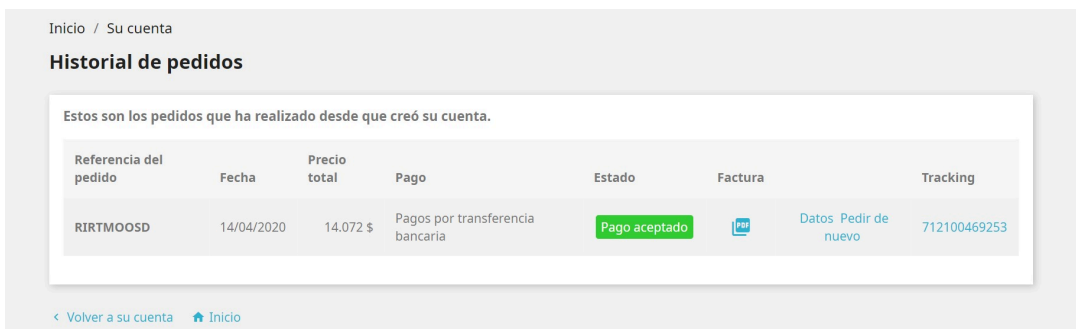 Inicio / Su cuenta
Historial de pedidos
Estos son los pedidos que ha realizado desde que creó su cuenta.
Referencia del pedido Fecha Precio total Pago Estado Factura Tracking
RIRTMOOSD 14/04/2020 14.072 $ Pagos por transferencia bancaria Pago aceptado PDF Datos Pedir de nuevo 712100469253
Volver a su cuenta Inicio